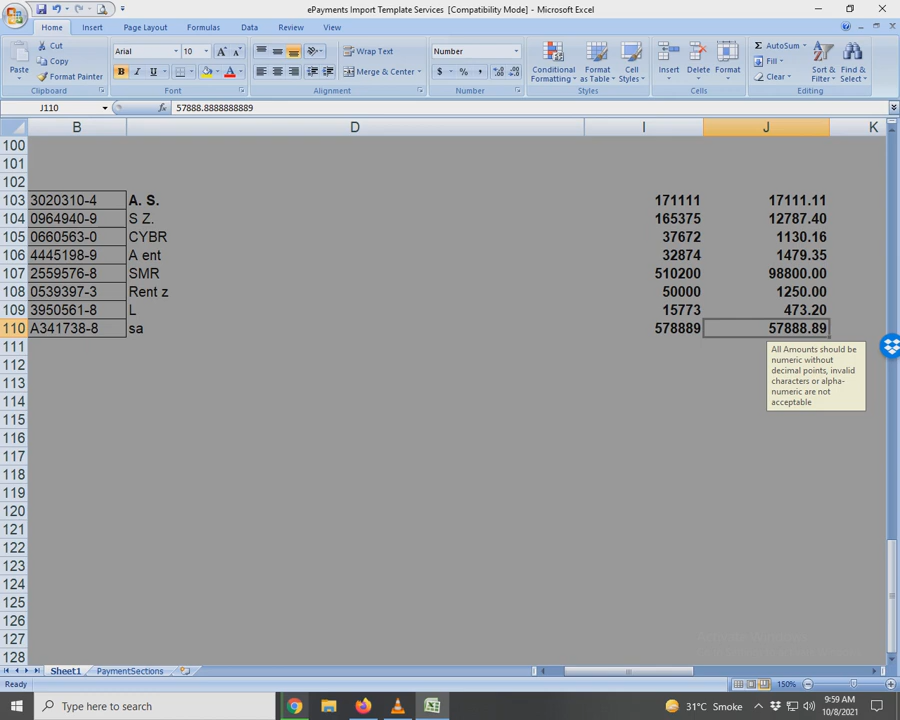 ePayments Import Template Services [Compatibility Mode] - Microsoft Excel
Home Insert Page Layout Formulas Data Review View
Paste
Cut
Copy
Format Painter
Clipboard
Arial 10
B I U
Font
Wrap Text
Merge & Center
Alignment
Number
$ % ,
Number
Conditional Formatting
Format as Table
Cell Styles
Styles
Insert Delete Format
Cells
Σ AutoSum
Fill
Clear
Sort & Filter
Find & Select
Editing
J110 fx 57888.8888888889
B D I J K
100
101
102
103 3020310-4 A. S. 171111 17111.11
104 0964940-9 S Z. 165375 12787.40
105 0660563-0 CYBR 37672 1130.16
106 4445198-9 A ent 32874 1479.35
107 2559576-8 SMR 510200 98800.00
108 0539397-3 Rent z 50000 1250.00
109 3950561-8 L 15773 473.20
110 A341738-8 sa 578889 57888.89
111
All Amounts should be
numeric without
decimal points, invalid
characters or alpha-
numeric are not
acceptable
112
113
114
115
116
117
118
119
120
121
122
123
124
125
126
127
128
Sheet1 PaymentSections
Ready 150%
Type here to search
31°C Smoke
9:59 AM
10/8/2021